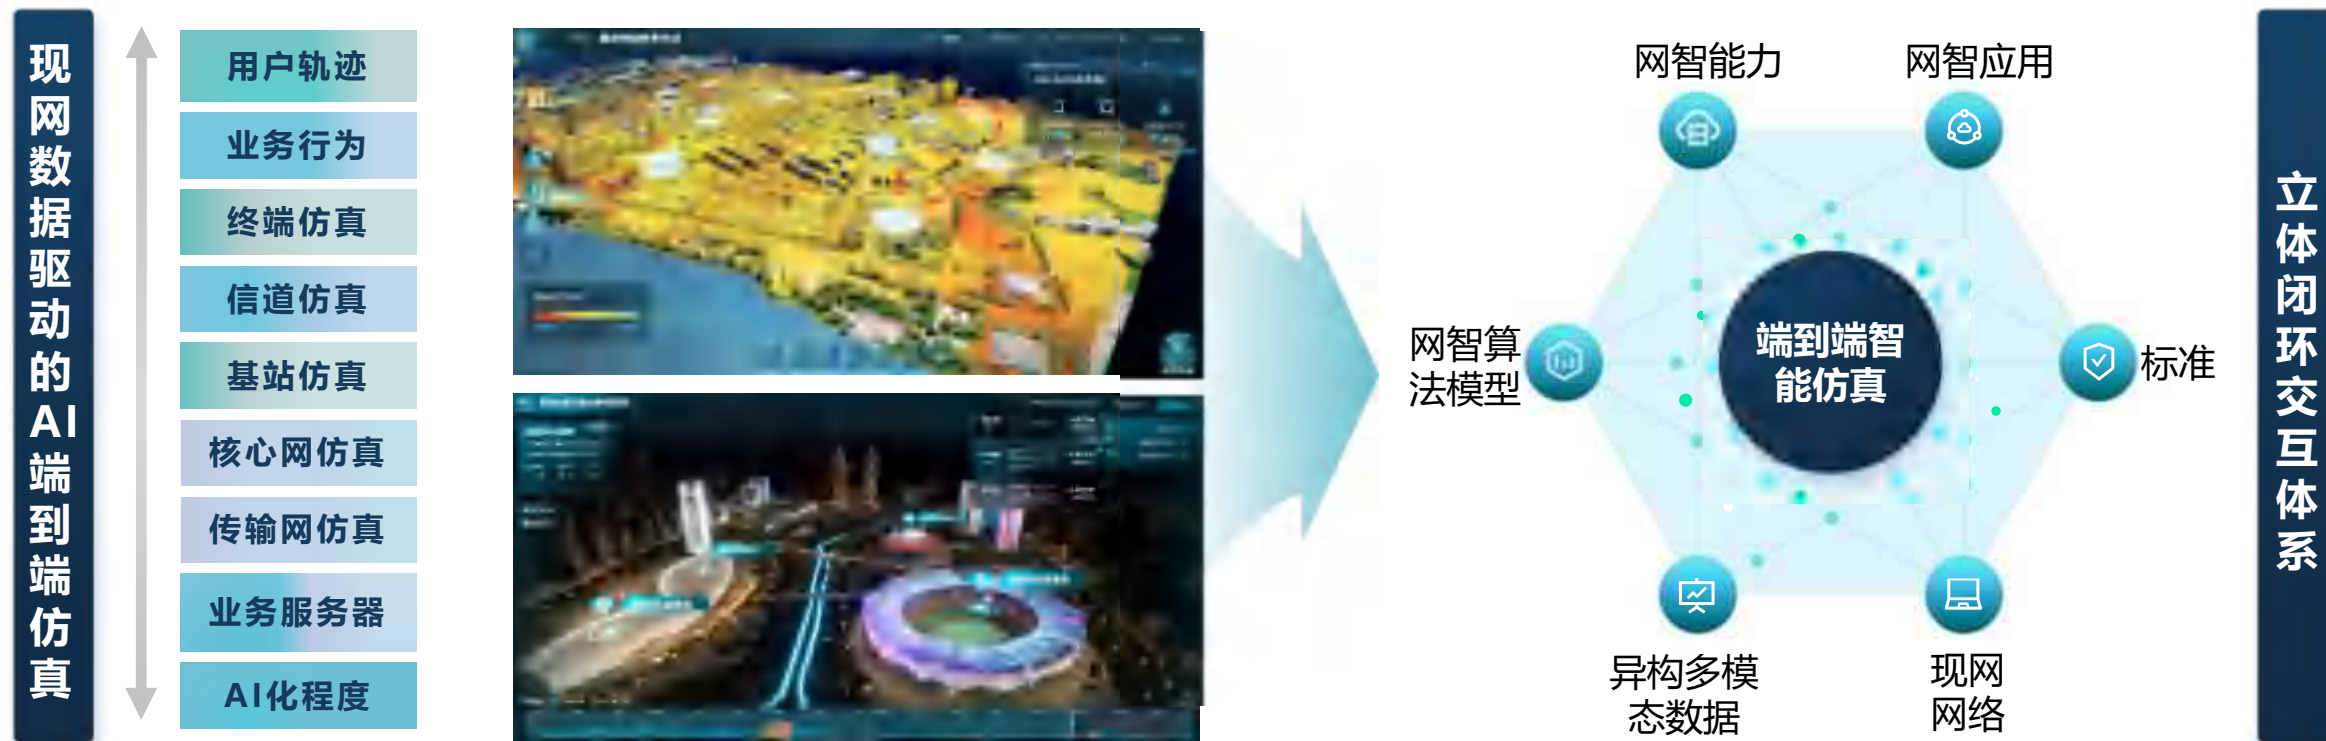 现网数据驱动的AI端到端仿真
用户轨迹
业务行为
终端仿真
信道仿真
基站仿真
核心网仿真
传输网仿真
业务服务器
AI化程度
网智能力
网智应用
网智算
法模型
端到端智
能仿真
标准
异构多模
态数据
现网
网络
立体闭环交互体系